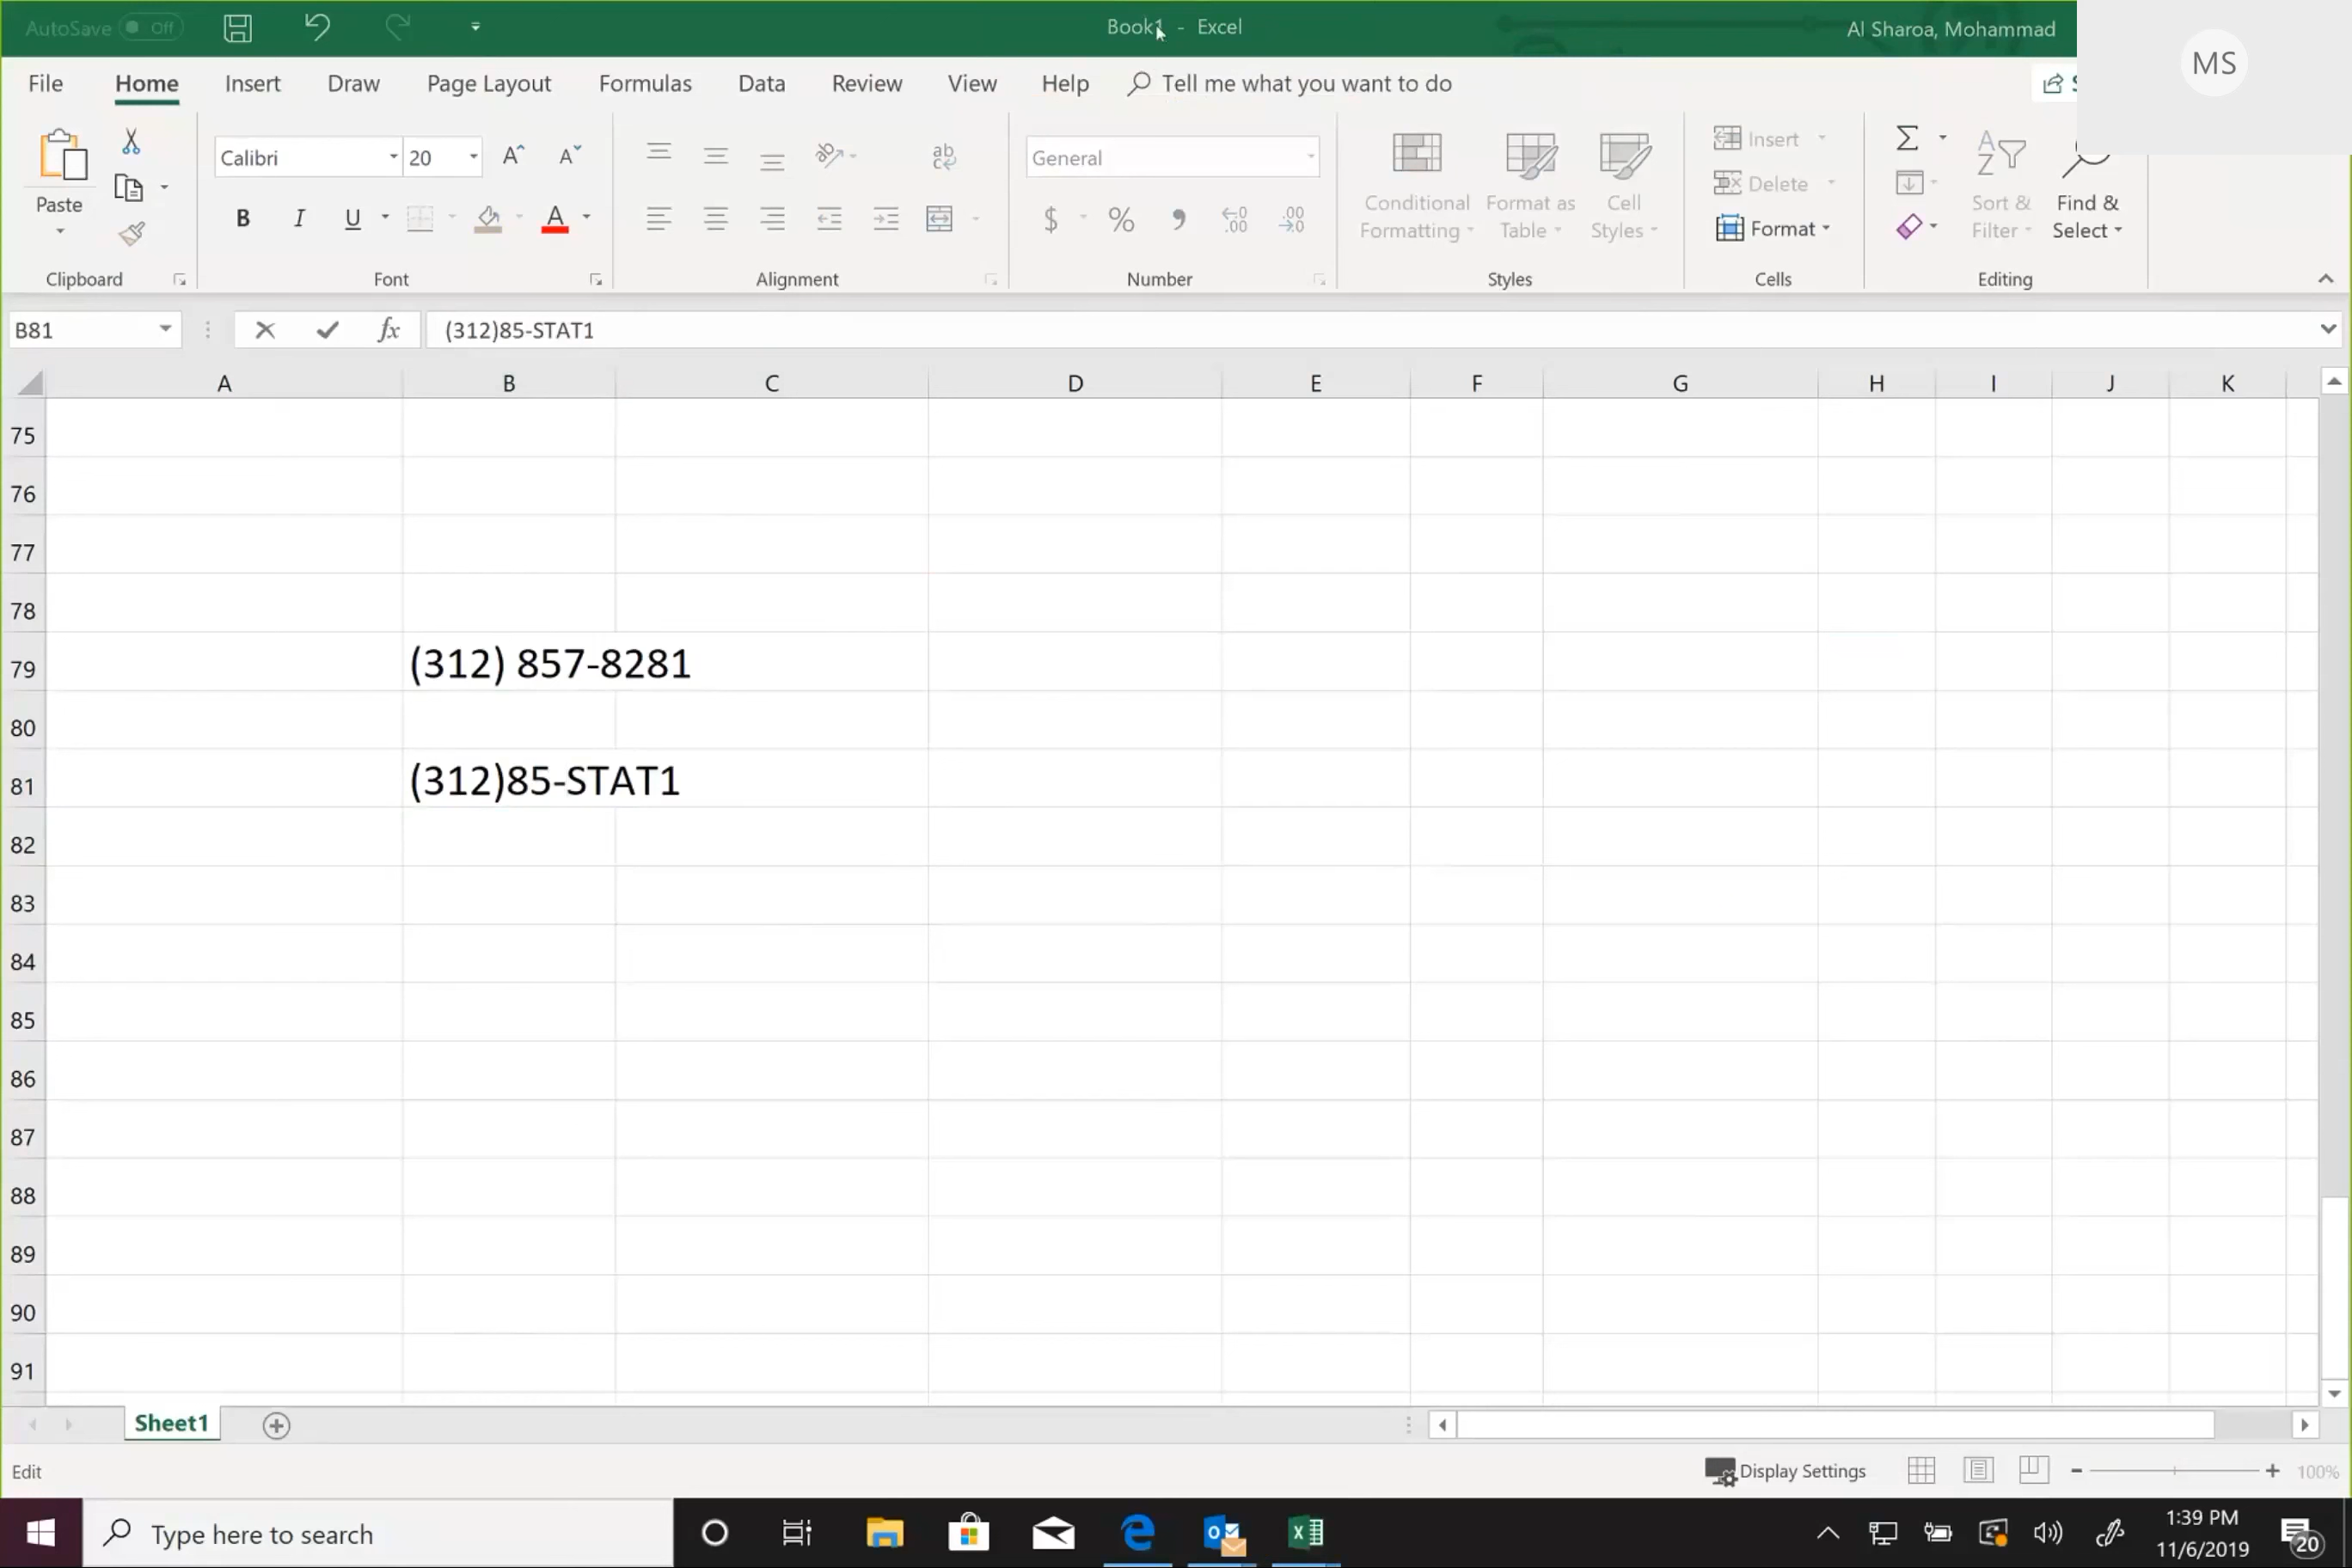 AutoSave Off
Book1 - Excel
Al Sharoa, Mohammad
MS
File Home Insert Draw Page Layout Formulas Data Review View Help Tell me what you want to do
Paste
Calibri 20
B I U A
ab
General
$ % 9
Conditional Formatting
Format as Table
Cell Styles
Insert
Delete
Format
Sort & Filter
Find & Select
Clipboard Font Alignment Number Styles Cells Editing
B81 fx (312)85-STAT1
A B C D E F G H I J K
75
76
77
78
79 (312) 857-8281
80
81 (312)85-STAT1
82
83
84
85
86
87
88
89
90
91
Sheet1
Edit
Display Settings
100%
Type here to search
1:39 PM
11/6/2019
20